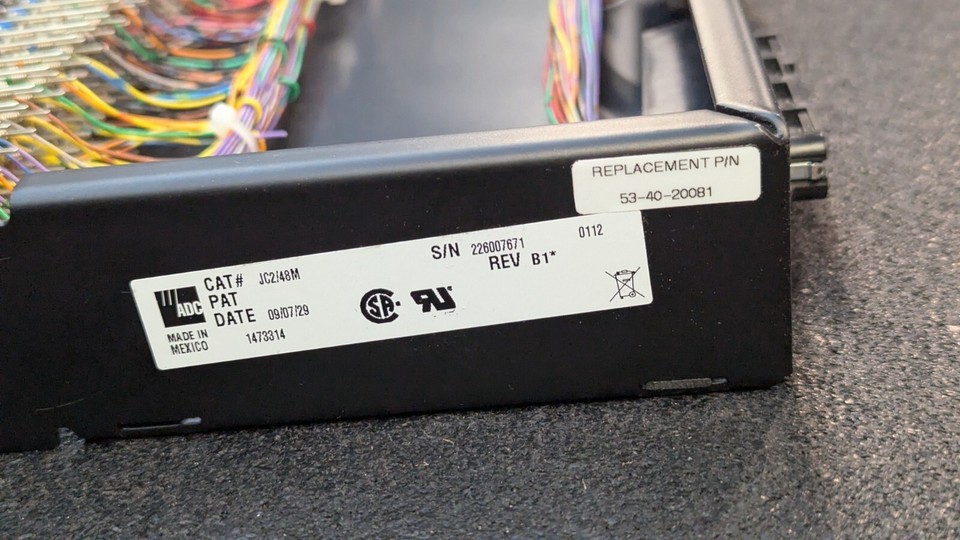 REPLACEMENT P/N
53-40-20081
ADC
CAT# JC2/48M
PAT
DATE 09/07/29
MADE IN
MEXICO
1473314
S/N 226007671
0112
REV B1*